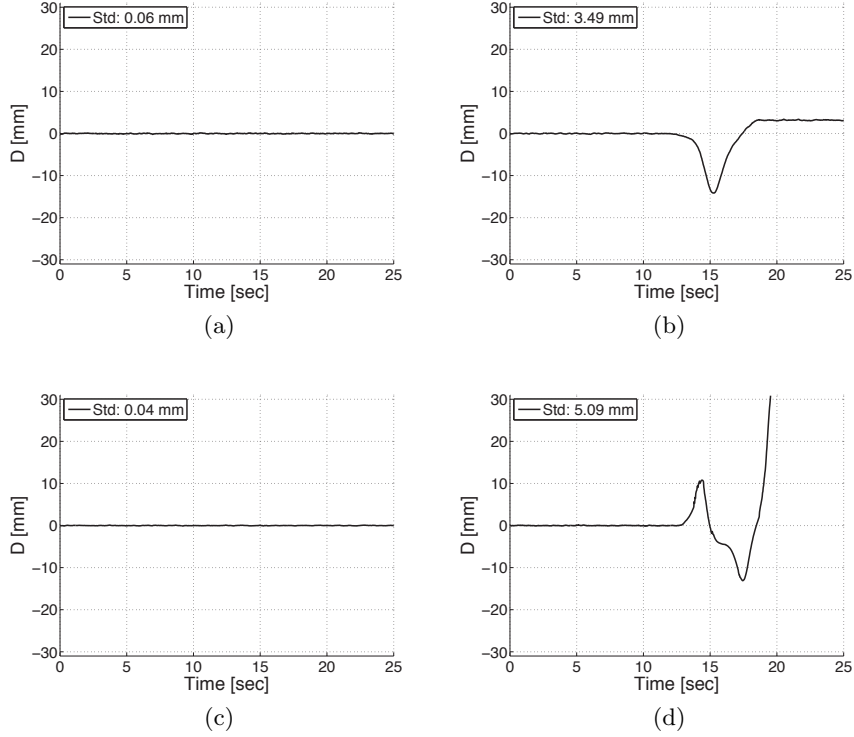 Std: 0.06 mm
30
20
10
0
−10
−20
−30
D [mm]
0 5 10 15 20 25
Time [sec]
(a)
Std: 3.49 mm
30
20
10
0
−10
−20
−30
D [mm]
0 5 10 15 20 25
Time [sec]
(b)
Std: 0.04 mm
30
20
10
0
−10
−20
−30
D [mm]
0 5 10 15 20 25
Time [sec]
(c)
Std: 5.09 mm
30
20
10
0
−10
−20
−30
D [mm]
0 5 10 15 20 25
Time [sec]
(d)